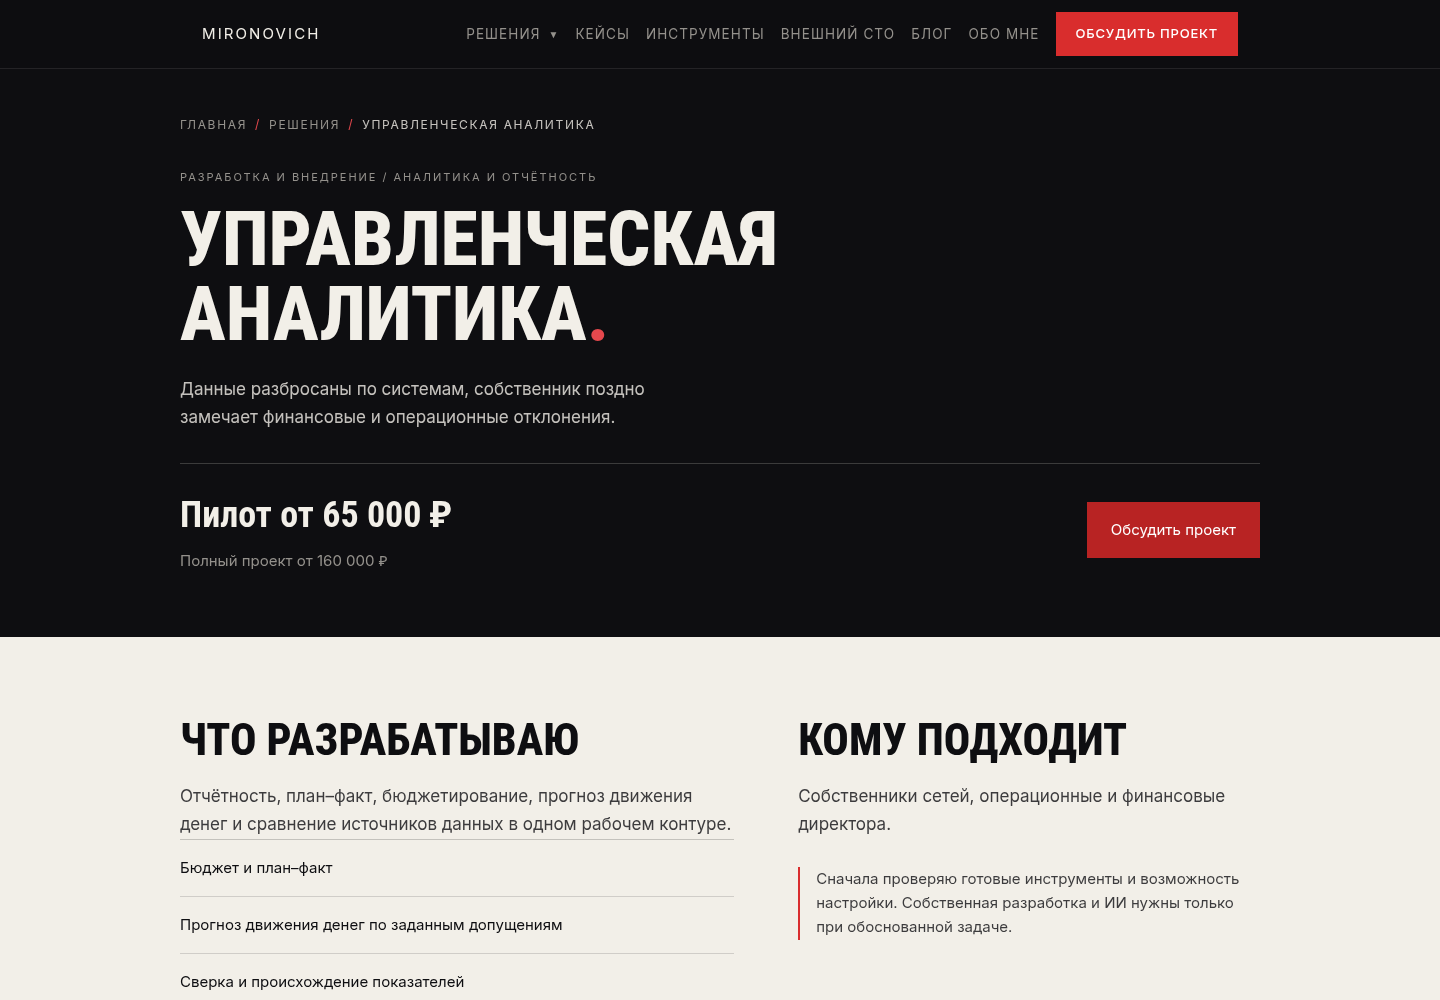 MIRONOVICH
РЕШЕНИЯ ▾ КЕЙСЫ ИНСТРУМЕНТЫ ВНЕШНИЙ СТО БЛОГ ОБО МНЕ ОБСУДИТЬ ПРОЕКТ
ГЛАВНАЯ / РЕШЕНИЯ / УПРАВЛЕНЧЕСКАЯ АНАЛИТИКА
РАЗРАБОТКА И ВНЕДРЕНИЕ / АНАЛИТИКА И ОТЧЁТНОСТЬ
УПРАВЛЕНЧЕСКАЯ
АНАЛИТИКА.
Данные разбросаны по системам, собственник поздно
замечает финансовые и операционные отклонения.
Пилот от 65 000 ₽
Полный проект от 160 000 ₽
Обсудить проект
ЧТО РАЗРАБАТЫВАЮ
Отчётность, план–факт, бюджетирование, прогноз движения
денег и сравнение источников данных в одном рабочем контуре.
Бюджет и план–факт
Прогноз движения денег по заданным допущениям
Сверка и происхождение показателей
КОМУ ПОДХОДИТ
Собственники сетей, операционные и финансовые
директора.
Сначала проверяю готовые инструменты и возможность
настройки. Собственная разработка и ИИ нужны только
при обоснованной задаче.